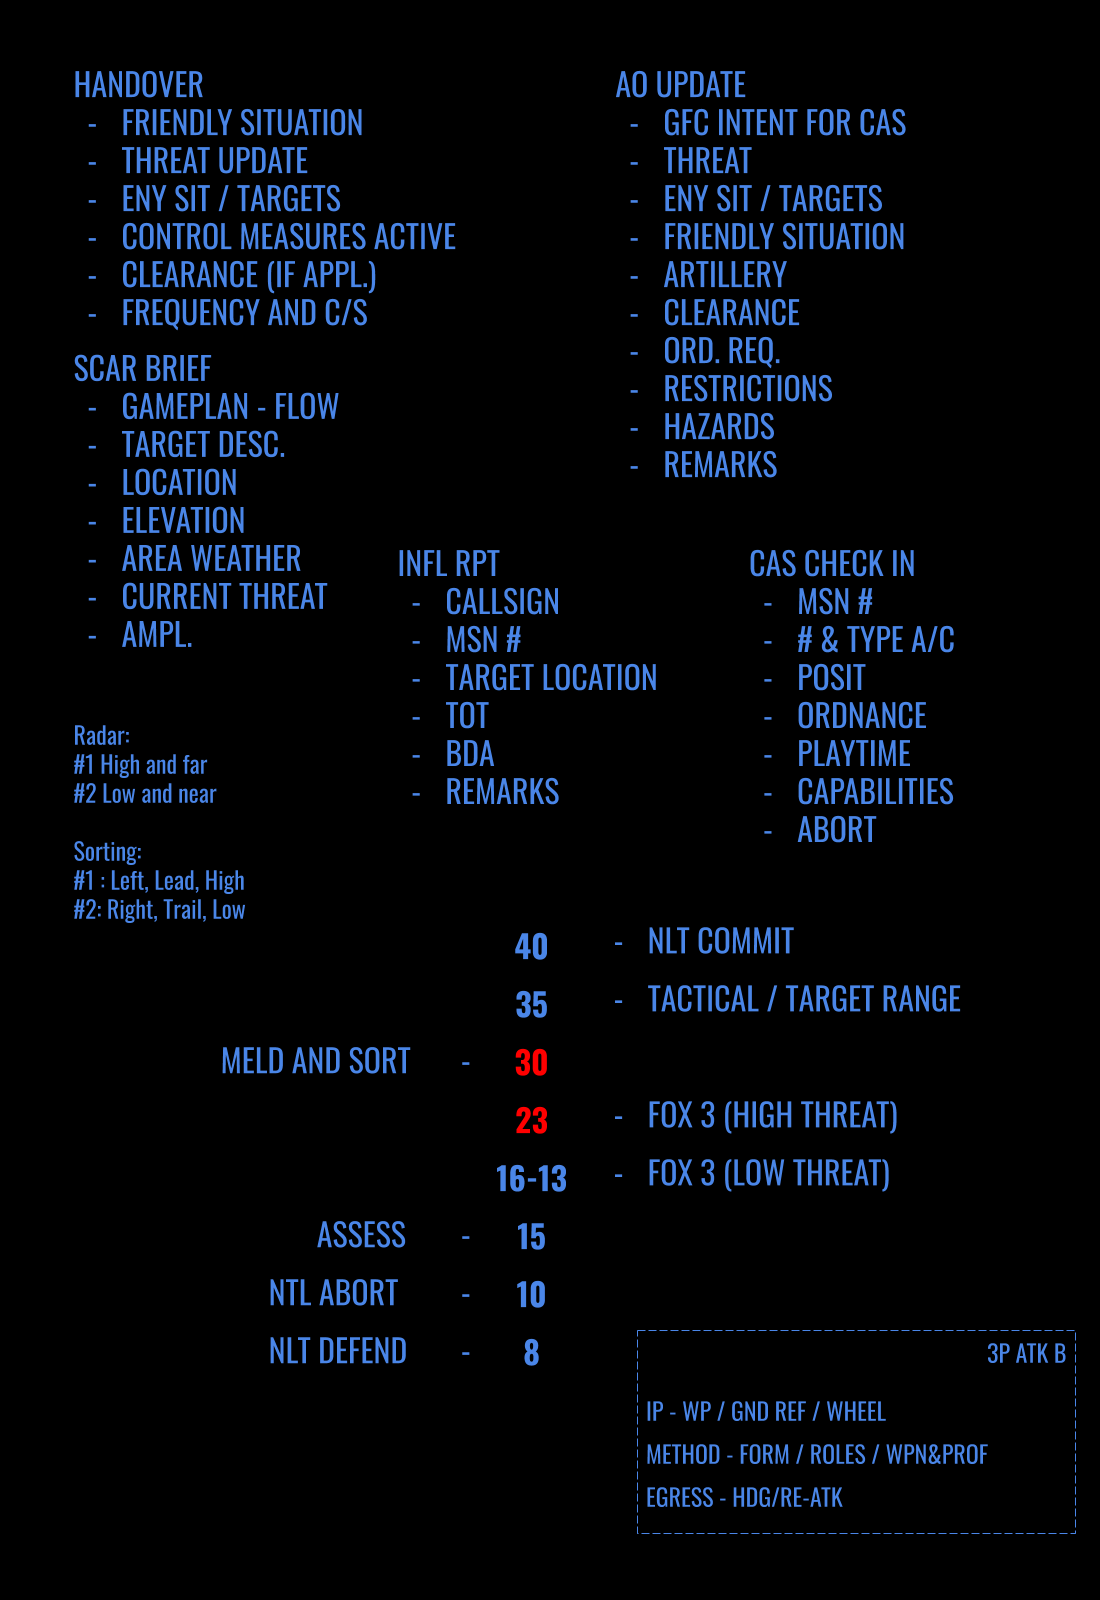 HANDOVER
- FRIENDLY SITUATION
- THREAT UPDATE
- ENY SIT / TARGETS
- CONTROL MEASURES ACTIVE
- CLEARANCE (IF APPL.)
- FREQUENCY AND C/S
SCAR BRIEF
- GAMEPLAN - FLOW
- TARGET DESC.
- LOCATION
- ELEVATION
- AREA WEATHER
- CURRENT THREAT
- AMPL.
AO UPDATE
- GFC INTENT FOR CAS
- THREAT
- ENY SIT / TARGETS
- FRIENDLY SITUATION
- ARTILLERY
- CLEARANCE
- ORD. REQ.
- RESTRICTIONS
- HAZARDS
- REMARKS
INFL RPT
- CALLSIGN
- MSN #
- TARGET LOCATION
- TOT
- BDA
- REMARKS
CAS CHECK IN
- MSN #
- # & TYPE A/C
- POSIT
- ORDNANCE
- PLAYTIME
- CAPABILITIES
- ABORT
Radar:
#1 High and far
#2 Low and near
Sorting:
#1 : Left, Lead, High
#2: Right, Trail, Low
40 - NLT COMMIT
35 - TACTICAL / TARGET RANGE
MELD AND SORT - 30
23 - FOX 3 (HIGH THREAT)
16-13 - FOX 3 (LOW THREAT)
ASSESS - 15
NTL ABORT - 10
NLT DEFEND - 8
3P ATK B
IP - WP / GND REF / WHEEL
METHOD - FORM / ROLES / WPN&PROF
EGRESS - HDG/RE-ATK